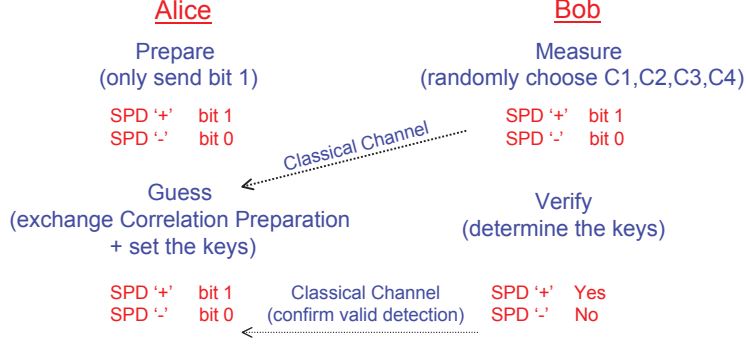 Alice
Bob
Prepare
(only send bit 1)
Measure
(randomly choose C1,C2,C3,C4)
SPD ‘+’ bit 1
SPD ‘-’ bit 0
SPD ‘+’ bit 1
SPD ‘-’ bit 0
Classical Channel
Guess
(exchange Correlation Preparation
+ set the keys)
Verify
(determine the keys)
SPD ‘+’ bit 1
SPD ‘-’ bit 0
Classical Channel
(confirm valid detection)
SPD ‘+’ Yes
SPD ‘-’ No